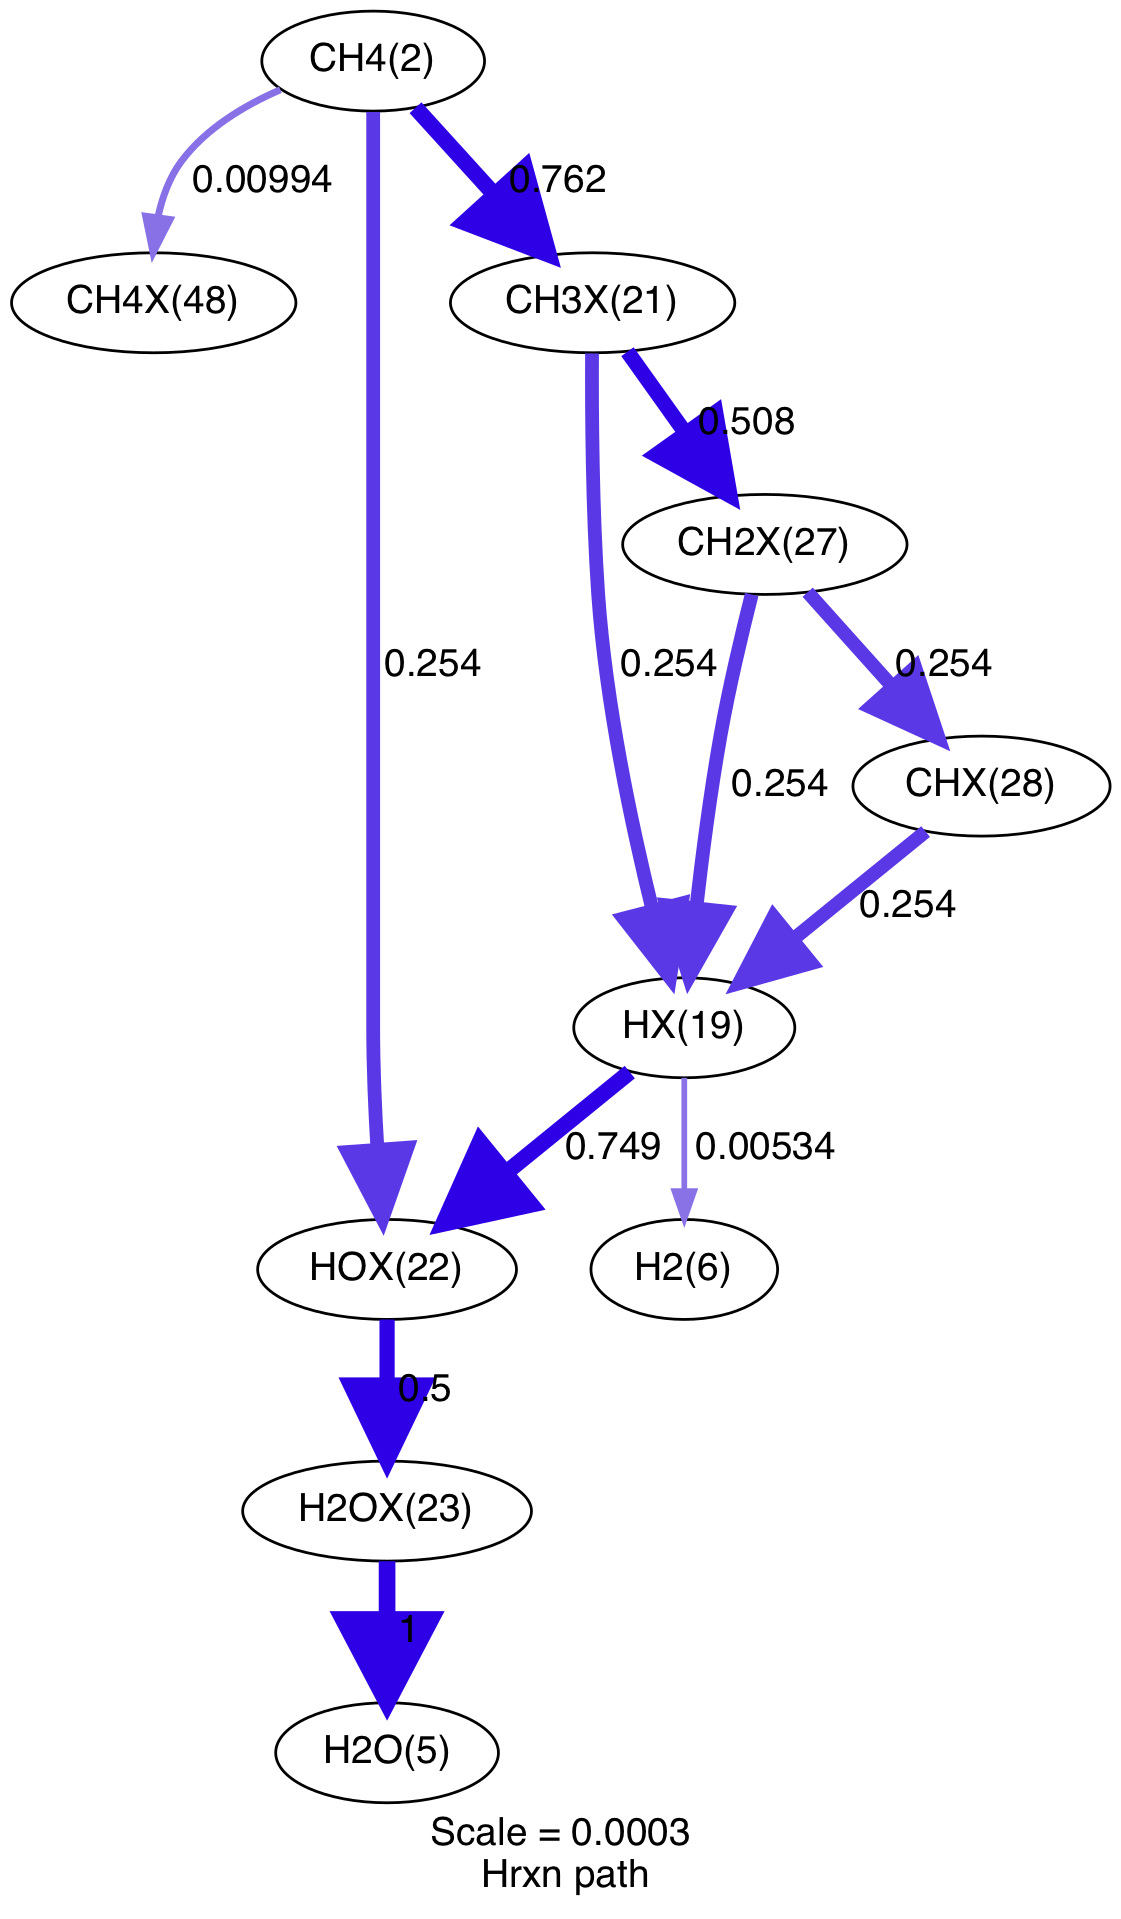 CH4(2)
0.00994
0.762
CH4X(48)
CH3X(21)
0.508
CH2X(27)
0.254
0.254
0.254
0.254
CHX(28)
0.254
HX(19)
0.749
0.00534
HOX(22)
H2(6)
0.5
H2OX(23)
1
H2O(5)
Scale = 0.0003
Hrxn path